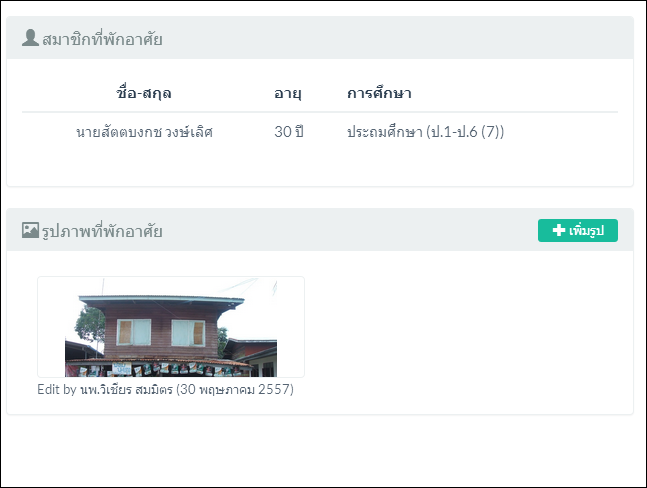 สมาชิกที่พักอาศัย
ชื่อ-สกุล อายุ การศึกษา
นายสัตตบงกช วงษ์เลิศ 30 ปี ประถมศึกษา (ป.1-ป.6 (7))
รูปภาพที่พักอาศัย เพิ่มรูป
Edit by นพ.วิเชียร สมมิตร (30 พฤษภาคม 2557)